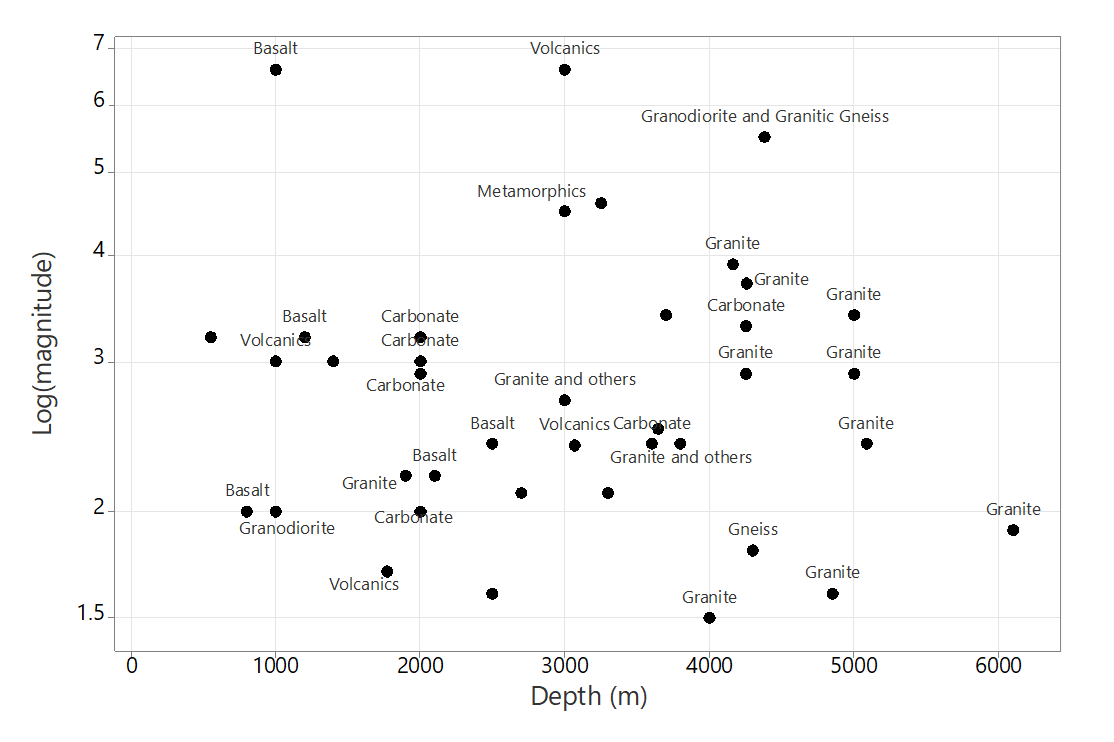 7
Basalt
Volcanics
6
Granodiorite and Granitic Gneiss
5
Metamorphics
Granite
4
Granite
Granite
Carbonate
Basalt
Carbonate
Volcanics
Carbonate
3
Granite
Granite
Carbonate
Granite and others
Basalt
Volcanics
Carbonate
Granite
Basalt
Granite and others
Granite
Basalt
2
Granodiorite
Carbonate
Granite
Gneiss
Volcanics
Granite
Granite
1.5
0
1000
2000
3000
4000
5000
6000
Depth (m)
Log(magnitude)